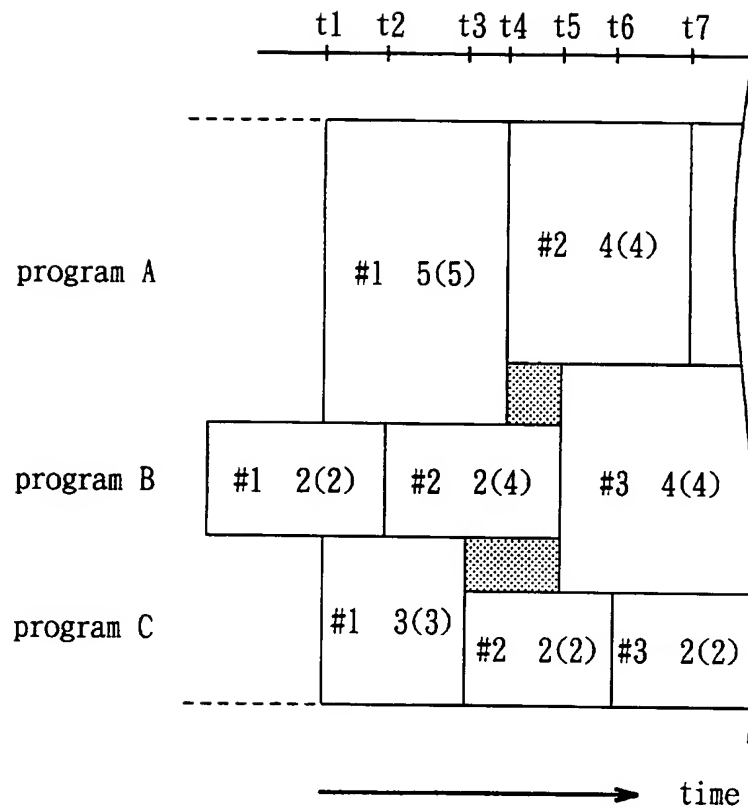 t1 t2 t3 t4 t5 t6 t7
program A
#1 5(5)
#2 4(4)
program B
#1 2(2)
#2 2(4)
#3 4(4)
program C
#1 3(3)
#2 2(2)
#3 2(2)
time